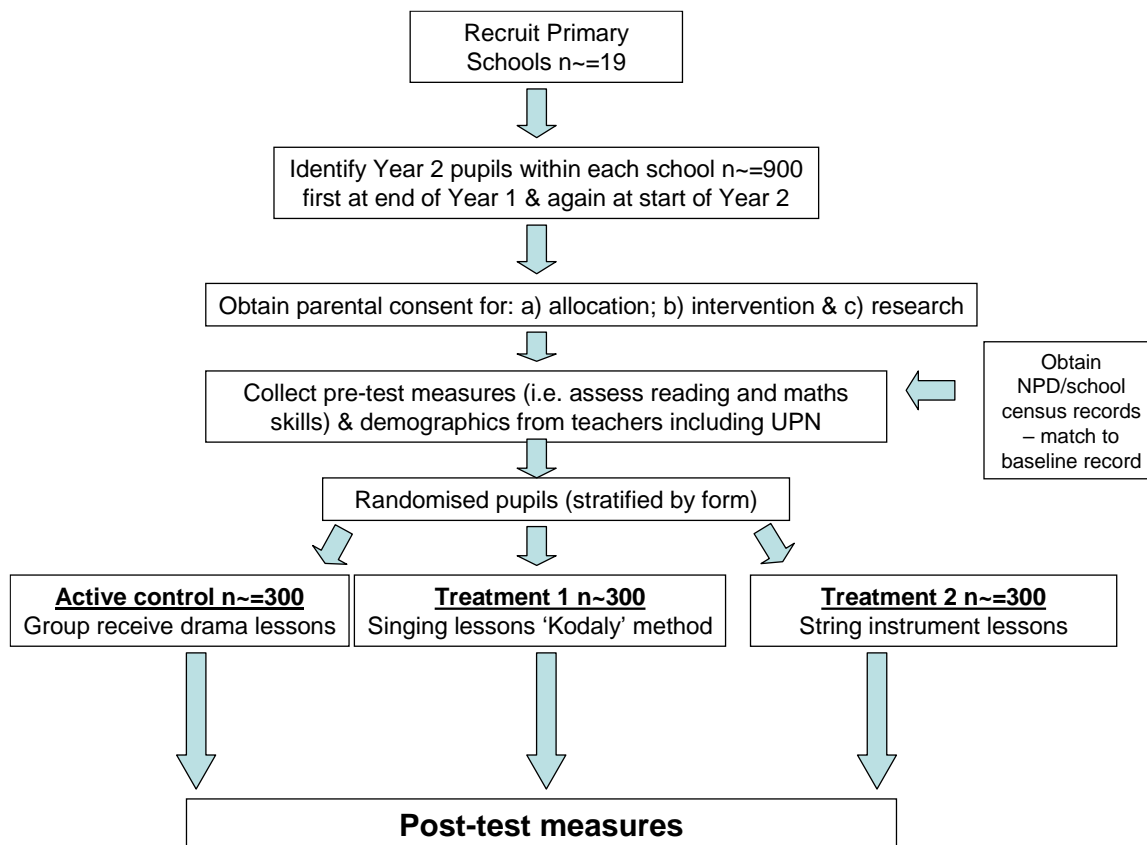 Recruit Primary
Schools n~=19
Identify Year 2 pupils within each school n~=900
first at end of Year 1 & again at start of Year 2
Obtain parental consent for: a) allocation; b) intervention & c) research
Collect pre-test measures (i.e. assess reading and maths
skills) & demographics from teachers including UPN
Obtain
NPD/school
census records
– match to
baseline record
Randomised pupils (stratified by form)
Active control n~=300
Group receive drama lessons
Treatment 1 n~300
Singing lessons ‘Kodaly’ method
Treatment 2 n~=300
String instrument lessons
Post-test measures